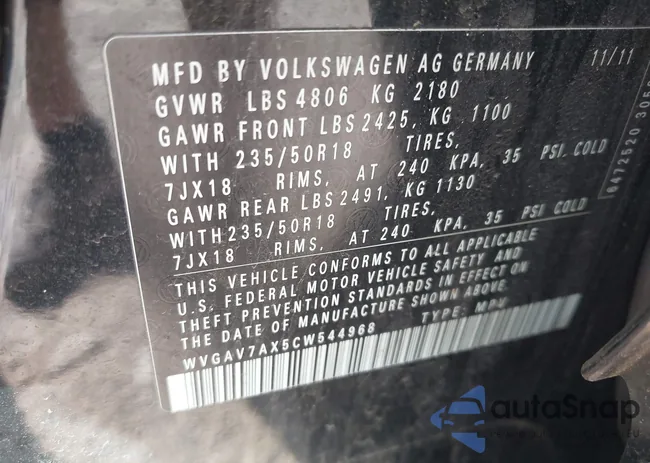 MFD BY VOLKSWAGEN AG GERMANY 11/11
GVWR LBS 4806 KG 2180
GAWR FRONT LBS 2425, KG 1100
WITH 235/50R18 TIRES,
7JX18 RIMS, AT 240 KPA, 35 PSI. COLD
GAWR REAR LBS 2491, KG 1130
WITH 235/50R18 TIRES,
7JX18 RIMS, AT 240 KPA, 35 PSI COLD
THIS VEHICLE CONFORMS TO ALL APPLICABLE
U.S. FEDERAL MOTOR VEHICLE SAFETY AND
THEFT PREVENTION STANDARDS IN EFFECT ON
THE DATE OF MANUFACTURE SHOWN ABOVE.
WVGAV7AX5CW544968 TYPE: MPV
autoSnap